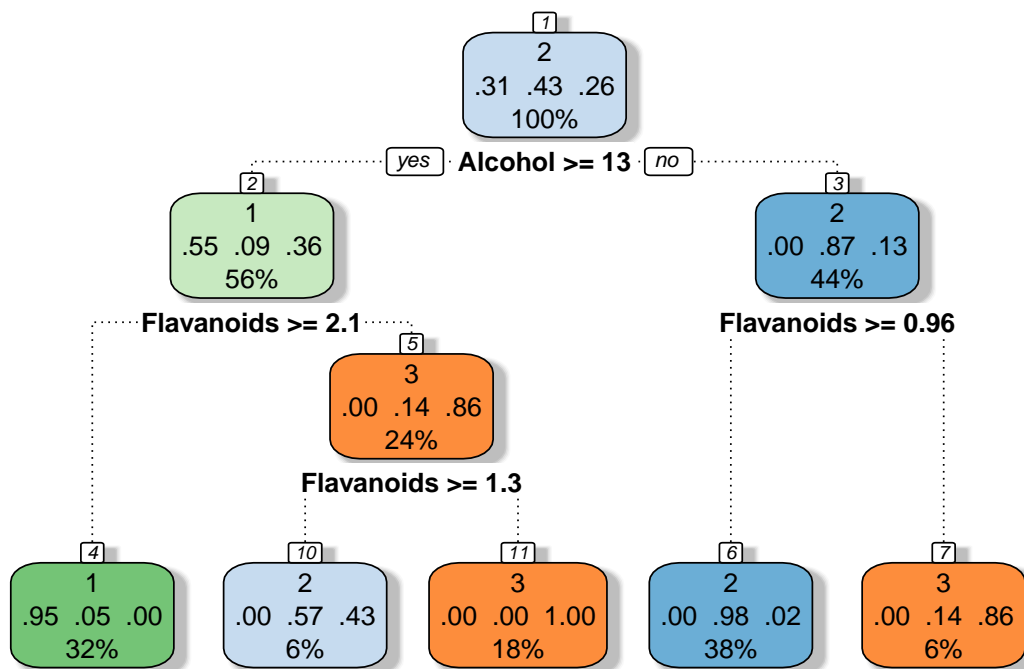 1
2
.31 .43 .26
100%
yes Alcohol >= 13 no
2
1
.55 .09 .36
56%
3
2
.00 .87 .13
44%
Flavanoids >= 2.1
Flavanoids >= 0.96
5
3
.00 .14 .86
24%
Flavanoids >= 1.3
4
1
.95 .05 .00
32%
10
2
.00 .57 .43
6%
11
3
.00 .00 1.00
18%
6
2
.00 .98 .02
38%
7
3
.00 .14 .86
6%